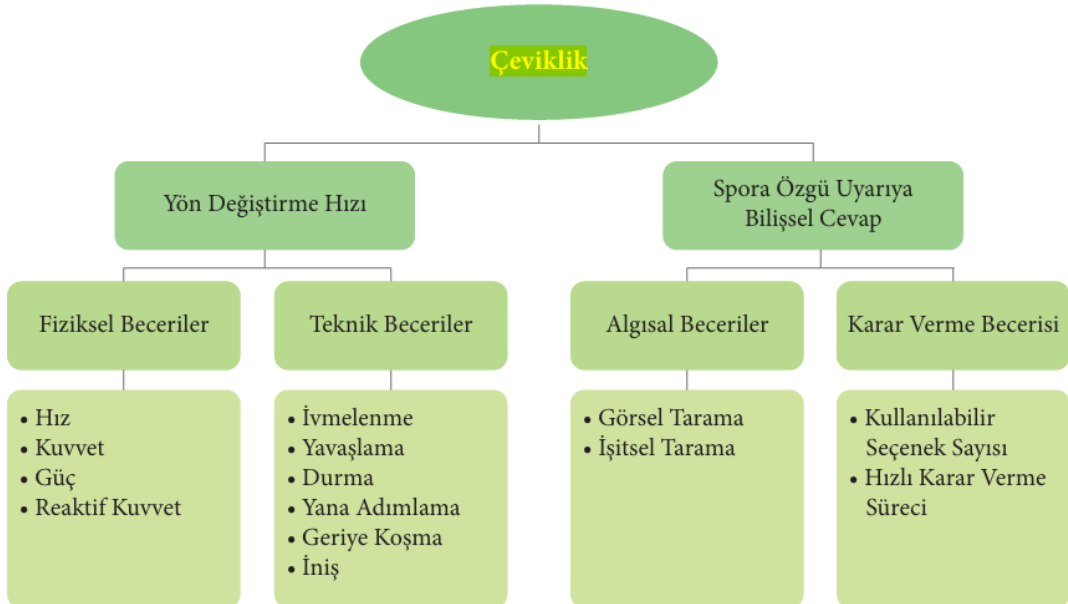 Çeviklik
Yön Değiştirme Hızı
Spora Özgü Uyarıya
Bilişsel Cevap
Fiziksel Beceriler
Teknik Beceriler
Algısal Beceriler
Karar Verme Becerisi
• Hız
• Kuvvet
• Güç
• Reaktif Kuvvet
• İvmelenme
• Yavaşlama
• Durma
• Yana Adımlama
• Geriye Koşma
• İniş
• Görsel Tarama
• İşitsel Tarama
• Kullanılabilir
Seçenek Sayısı
• Hızlı Karar Verme
Süreci